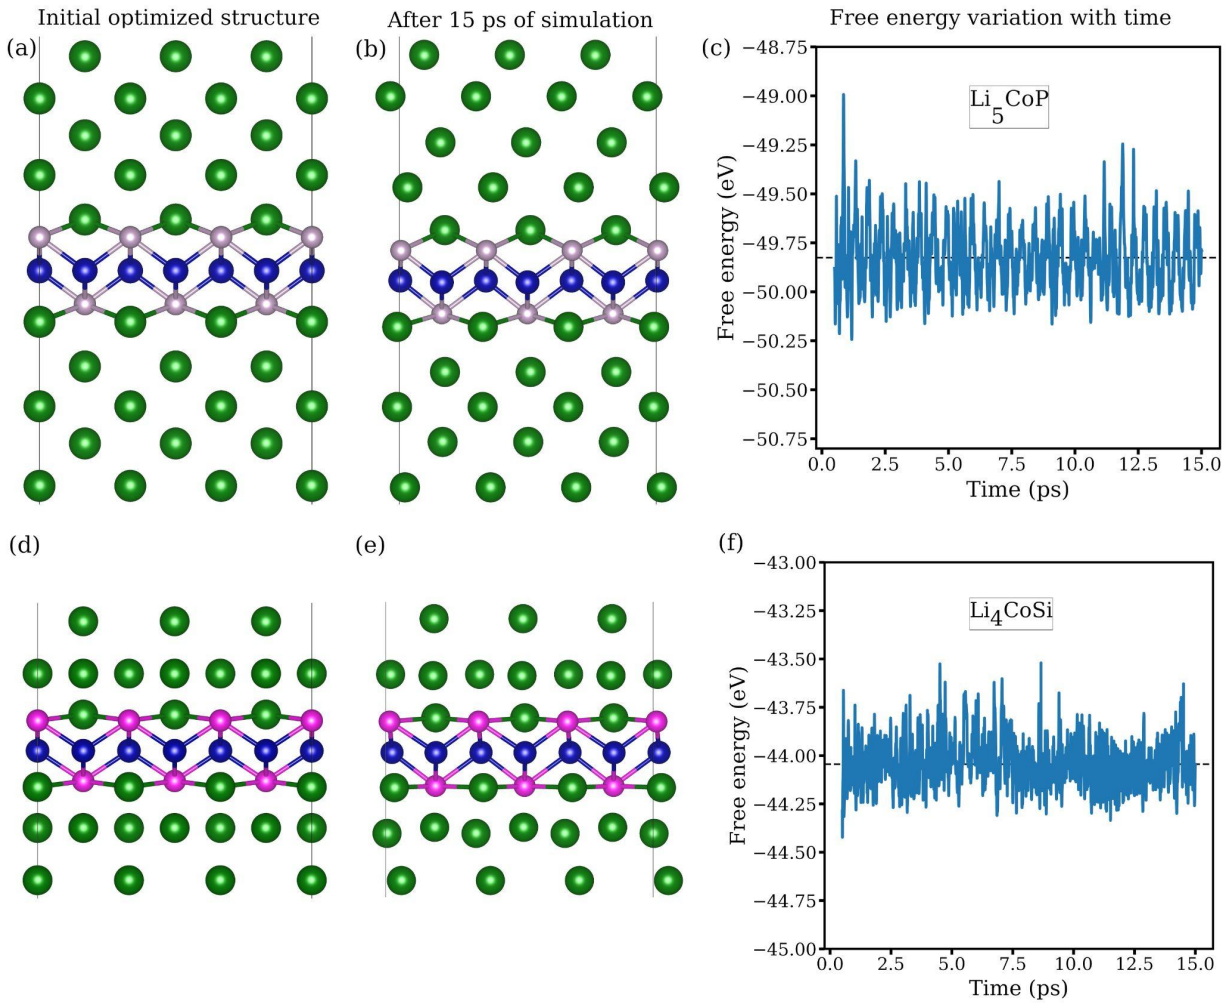 Initial optimized structure
After 15 ps of simulation
Free energy variation with time
(a)
(b)
(c)
−48.75
−49.00
−49.25
−49.50
−49.75
−50.00
−50.25
−50.50
−50.75
Free energy (eV)
Li5CoP
0.0 2.5 5.0 7.5 10.0 12.5 15.0
Time (ps)
(d)
(e)
(f)
−43.00
−43.25
−43.50
−43.75
−44.00
−44.25
−44.50
−44.75
−45.00
Free energy (eV)
Li4CoSi
0.0 2.5 5.0 7.5 10.0 12.5 15.0
Time (ps)